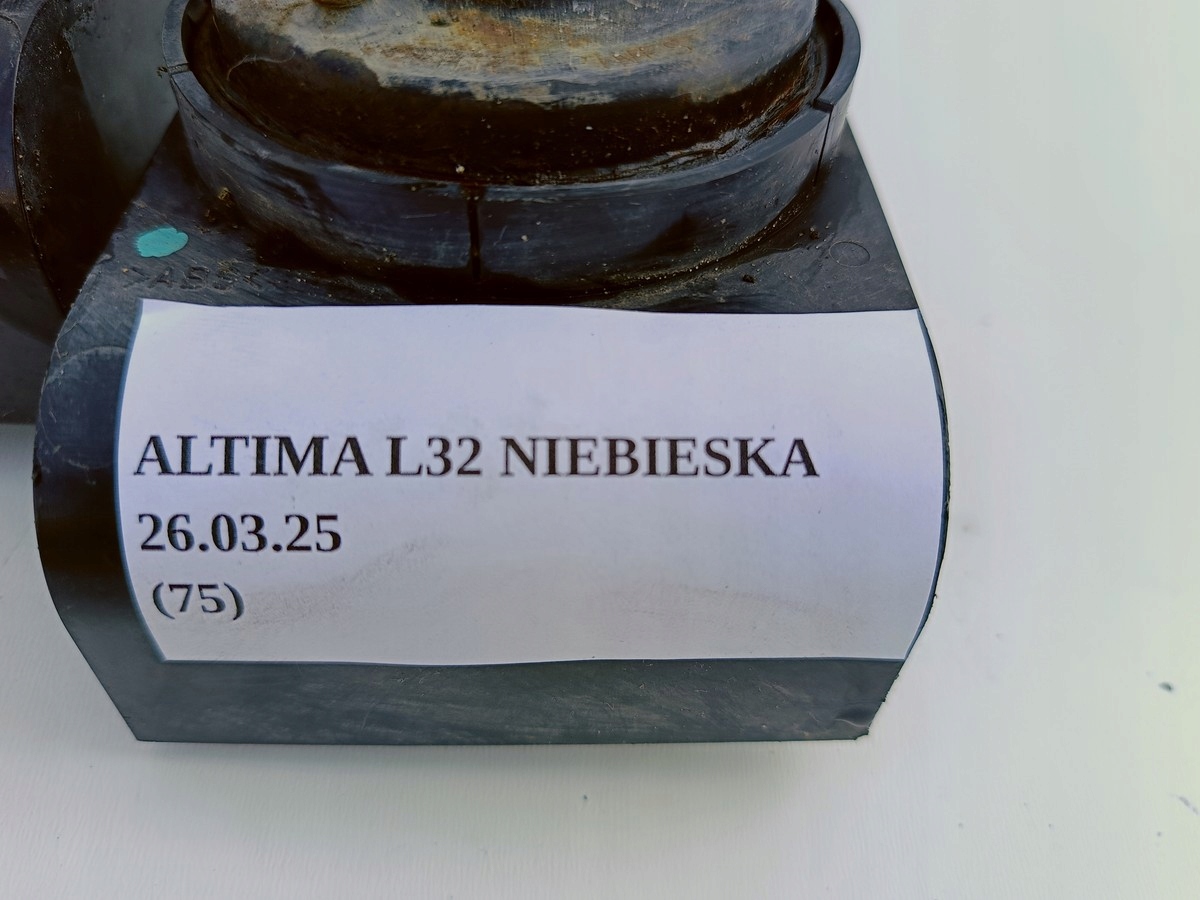 ALTIMA L32 NIEBIESKA
26.03.25
(75)